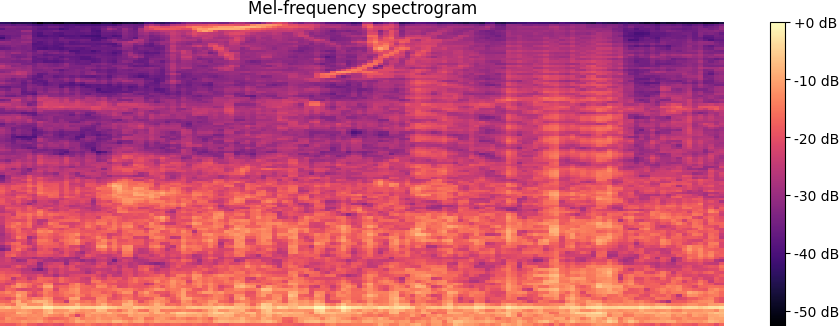 Mel-frequency spectrogram
+0 dB
-10 dB
-20 dB
-30 dB
-40 dB
-50 dB